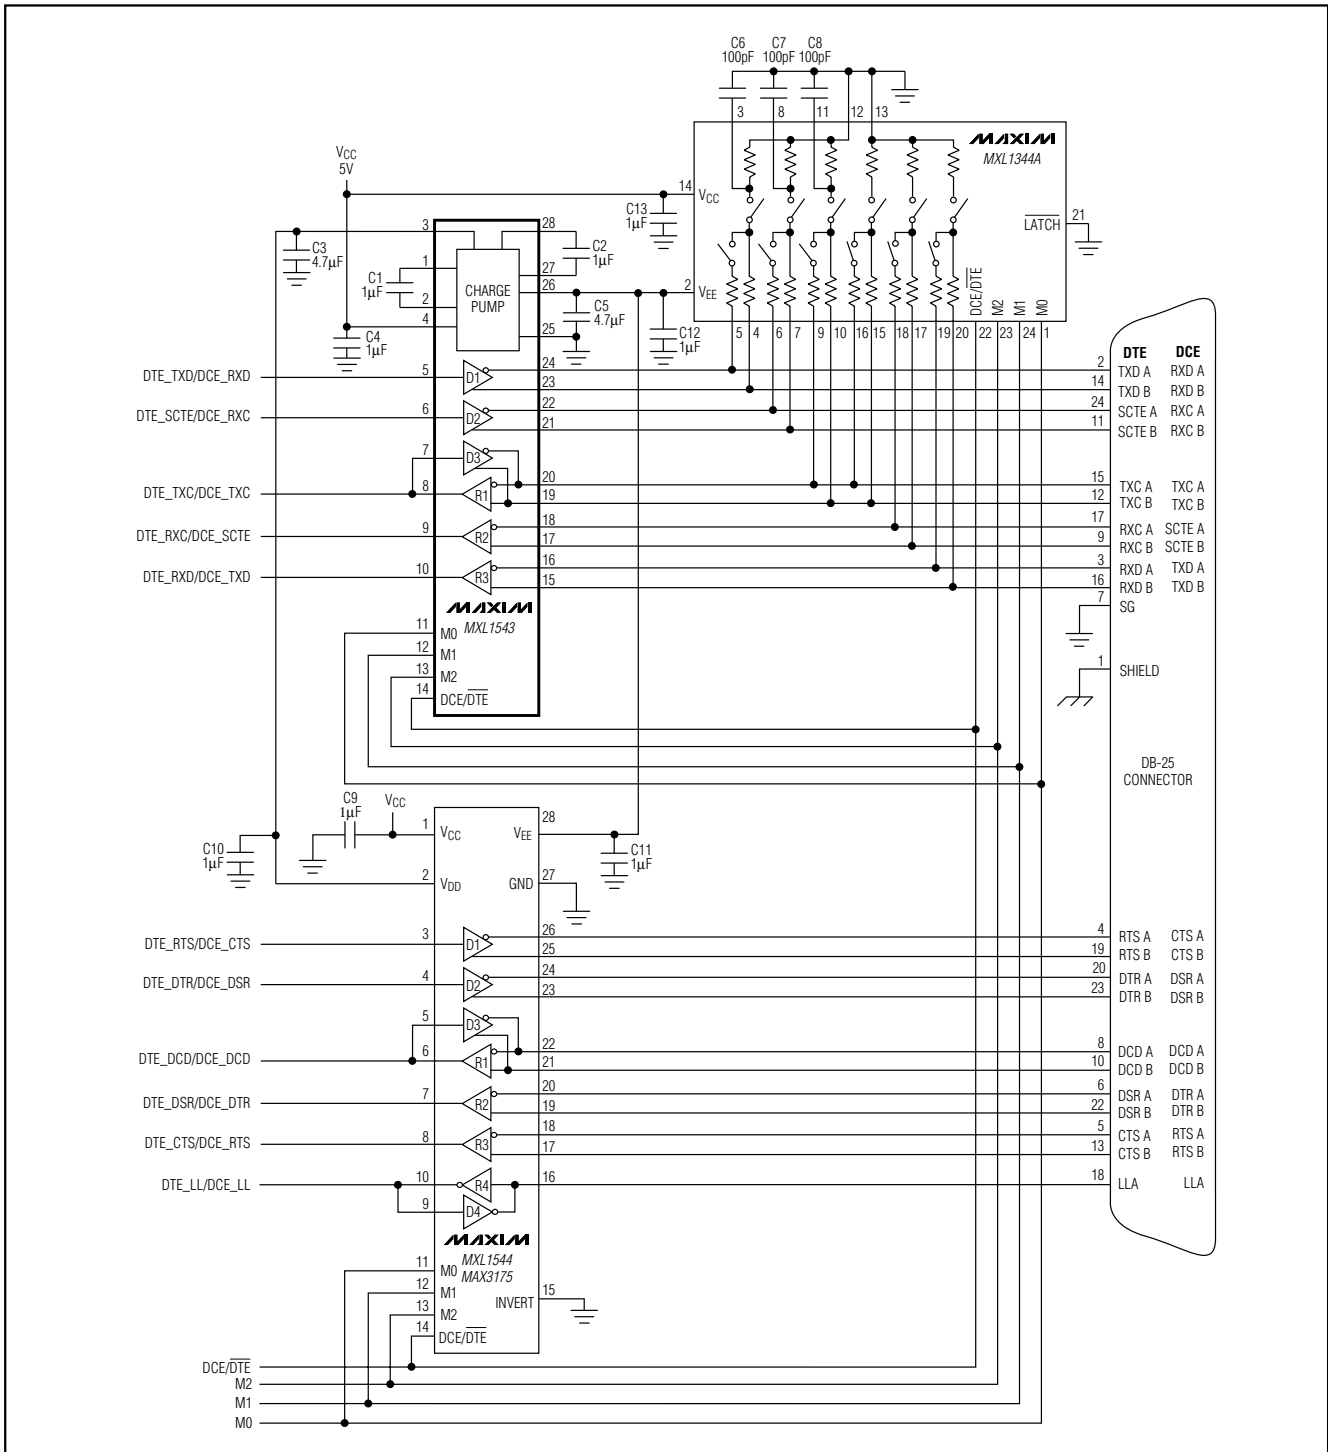 C6 C7 C8
100pF 100pF 100pF
3 8 11 12 13
MAXIM
MXL1344A
VCC
5V
14 VCC
C13
1µF
LATCH 21
3 28
C3
4.7µF
C2
1µF
1 27
C1
1µF
CHARGE
PUMP
26
2 VEE
2
C5
4.7µF
4 25
C4
1µF
C12
1µF
DCE/DTE M2 M1 M0
5 4 6 7 9 10 16 15 18 17 19 20 22 23 24 1
DTE DCE
DTE_TXD/DCE_RXD 5 D1 24 2 TXD A RXD A
23 14 TXD B RXD B
DTE_SCTE/DCE_RXC 6 D2 22 24 SCTE A RXC A
21 11 SCTE B RXC B
7 D3
DTE_TXC/DCE_TXC 8 R1 20 15 TXC A TXC A
19 12 TXC B TXC B
DTE_RXC/DCE_SCTE 9 R2 18 17 RXC A SCTE A
17 9 RXC B SCTE B
DTE_RXD/DCE_TXD 10 R3 16 3 RXD A TXD A
15 16 RXD B TXD B
7 SG
MAXIM
MXL1543
11 M0
12 M1
13 M2
14 DCE/DTE
1 SHIELD
DB-25
CONNECTOR
C9
1µF
VCC
1 VCC VEE 28
C10
1µF
C11
1µF
2 VDD GND 27
DTE_RTS/DCE_CTS 3 D1 26 4 RTS A CTS A
25 19 RTS B CTS B
DTE_DTR/DCE_DSR 4 D2 24 20 DTR A DSR A
23 23 DTR B DSR B
5 D3
DTE_DCD/DCE_DCD 6 R1 22 8 DCD A DCD A
21 10 DCD B DCD B
DTE_DSR/DCE_DTR 7 R2 20 6 DSR A DTR A
19 22 DSR B DTR B
DTE_CTS/DCE_RTS 8 R3 18 5 CTS A RTS A
17 13 CTS B RTS B
DTE_LL/DCE_LL 10 R4 16 18 LLA LLA
9 D4
MAXIM
MXL1544
MAX3175
11 M0
12 M1
13 M2
INVERT 15
14 DCE/DTE
DCE/DTE
M2
M1
M0